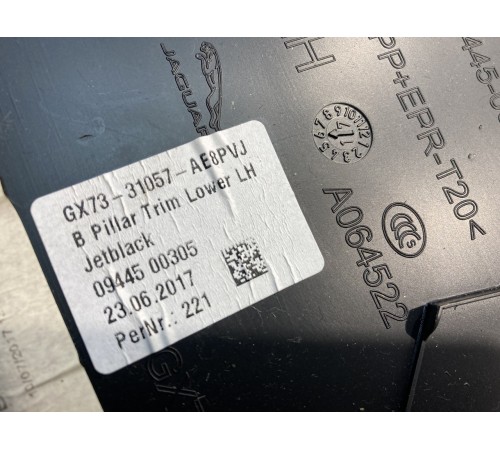 GX73-31057-AE8PVJ
B Pillar Trim Lower LH
Jetblack
09445 00305
23.06.2017
PerNr.: 221
JAGUAR
PP+EPR-T20<
A064522